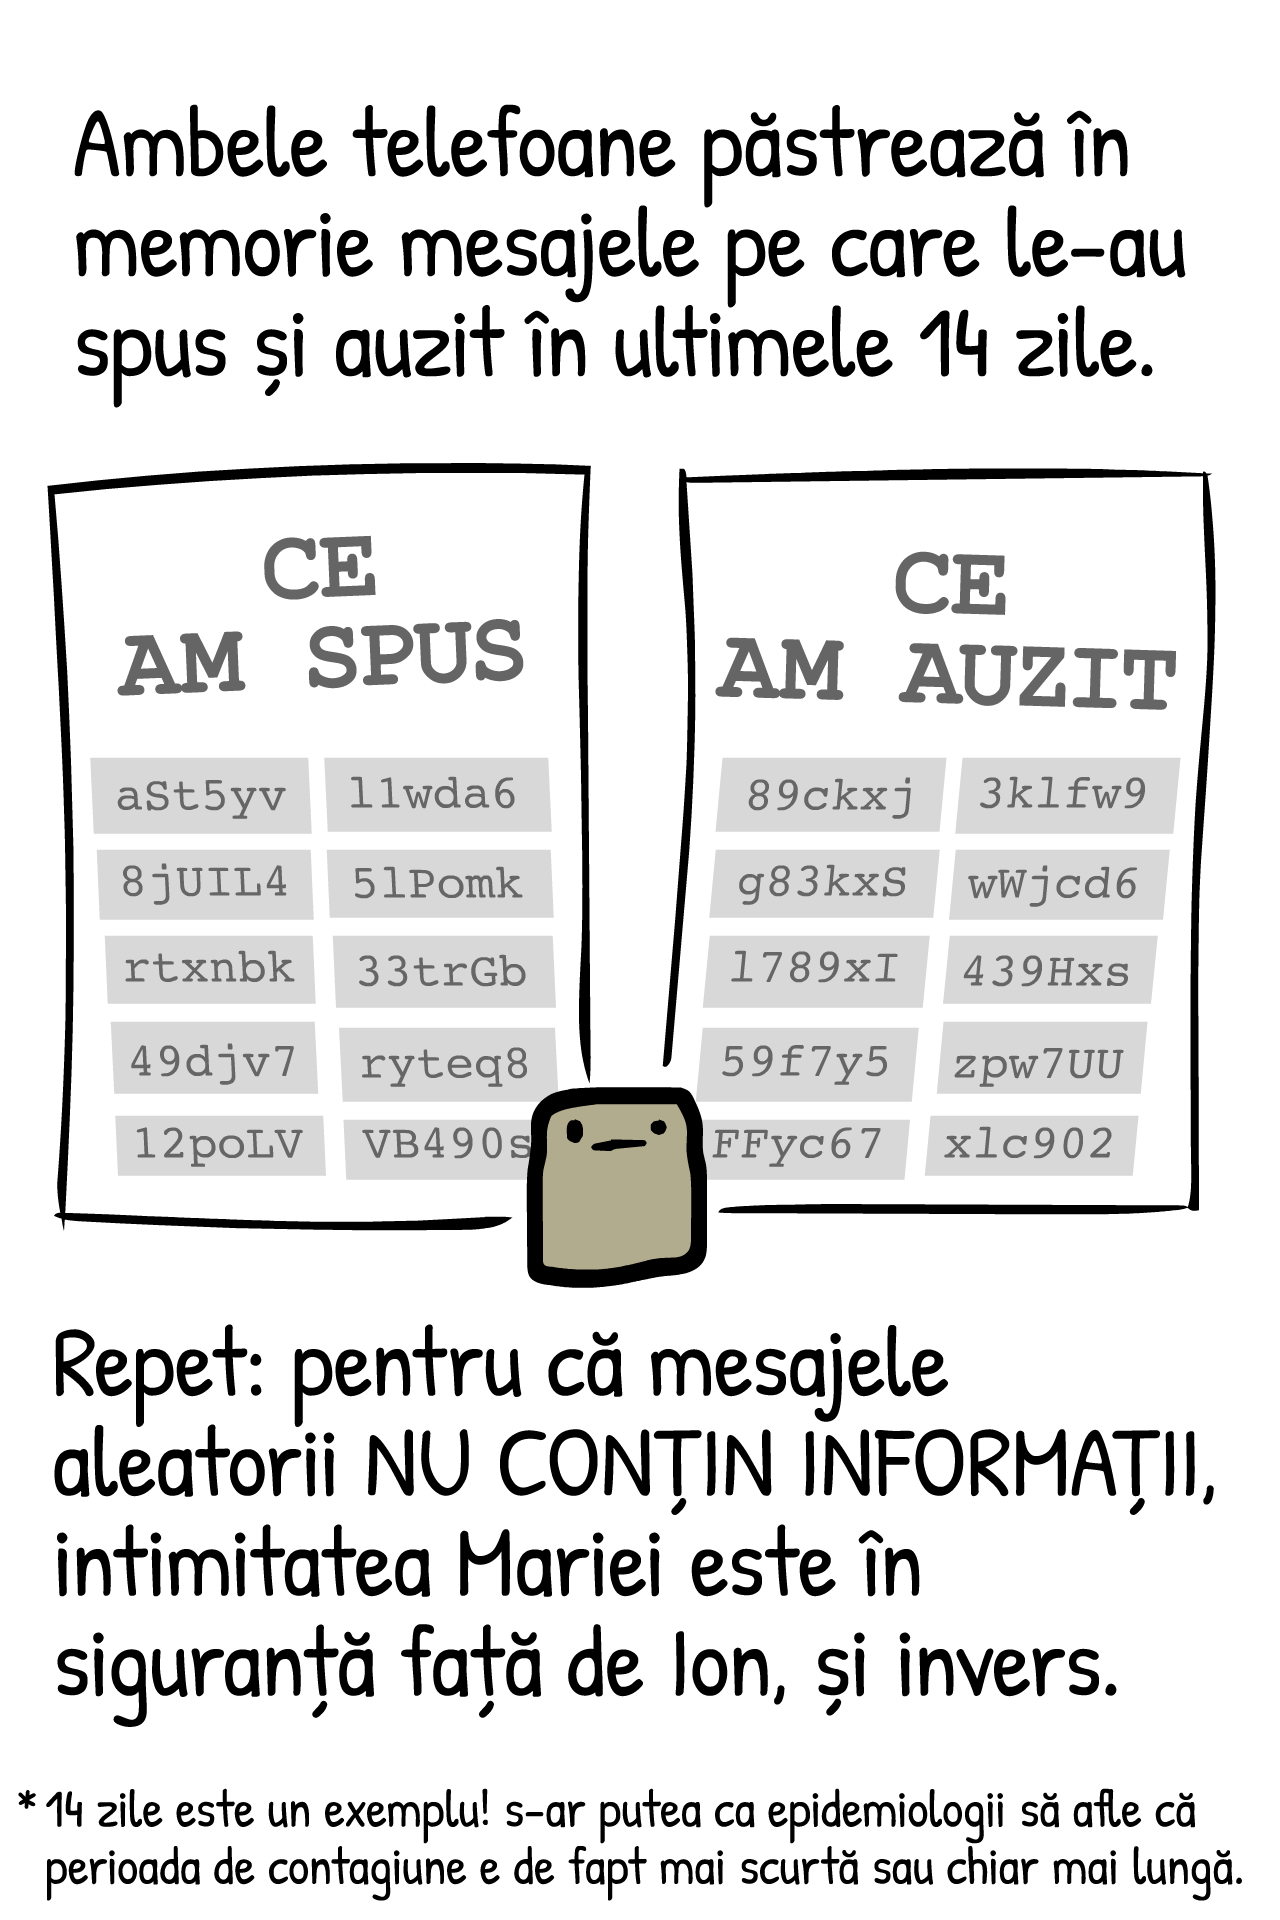 Ambele telefoane păstrează în
memorie mesajele pe care le-au
spus și auzit în ultimele 14 zile.
CE
AM SPUS
aSt5yv l1wda6
8jUIL4 5lPomk
rtxnbk 33trGb
49djv7 ryteq8
12poLV VB490s
CE
AM AUZIT
89ckxj 3klfw9
g83kxS wWjcd6
l789xI 439Hxs
59f7y5 zpw7UU
FFyc67 xlc902
Repet: pentru că mesajele
aleatorii NU CONȚIN INFORMAȚII,
intimitatea Mariei este în
siguranță față de Ion, și invers.
* 14 zile este un exemplu! s-ar putea ca epidemiologii să afle că
perioada de contagiune e de fapt mai scurtă sau chiar mai lungă.